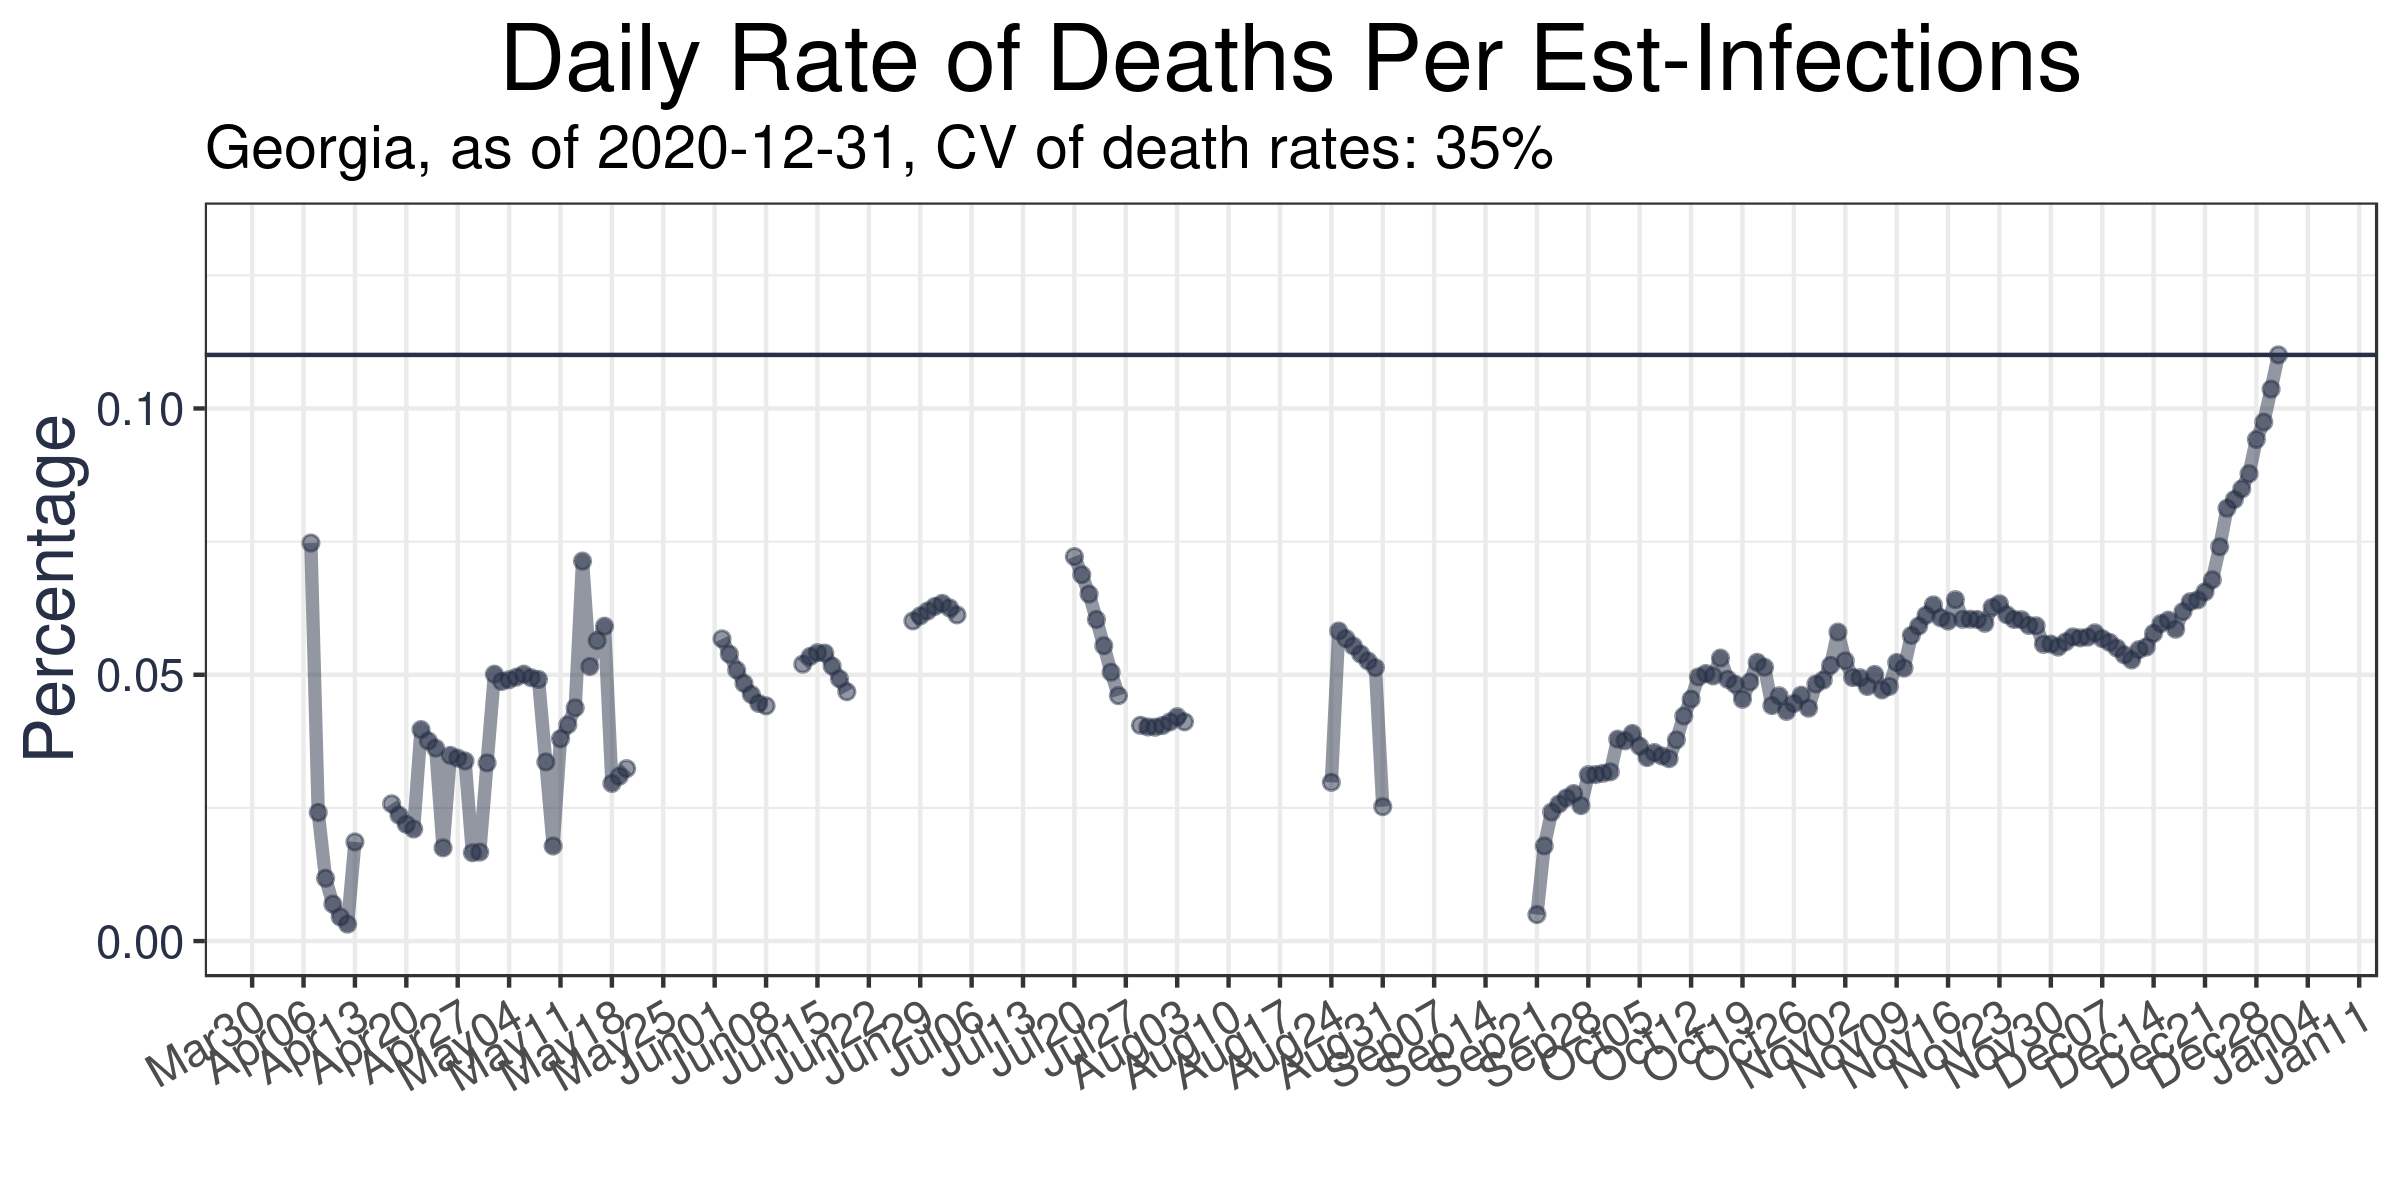 Daily Rate of Deaths Per Est-Infections
Georgia, as of 2020-12-31, CV of death rates: 35%
Percentage
0.10
0.05
0.00
Mar30 Apr06 Apr13 Apr20 Apr27 May04 May11 May18 May25 Jun01 Jun08 Jun15 Jun22 Jun29 Jul06 Jul13 Jul20 Jul27 Aug03 Aug10 Aug17 Aug24 Aug31 Sep07 Sep14 Sep21 Sep28 Oct05 Oct12 Oct19 Oct26 Nov02 Nov09 Nov16 Nov23 Nov30 Dec07 Dec14 Dec21 Dec28 Jan04 Jan11